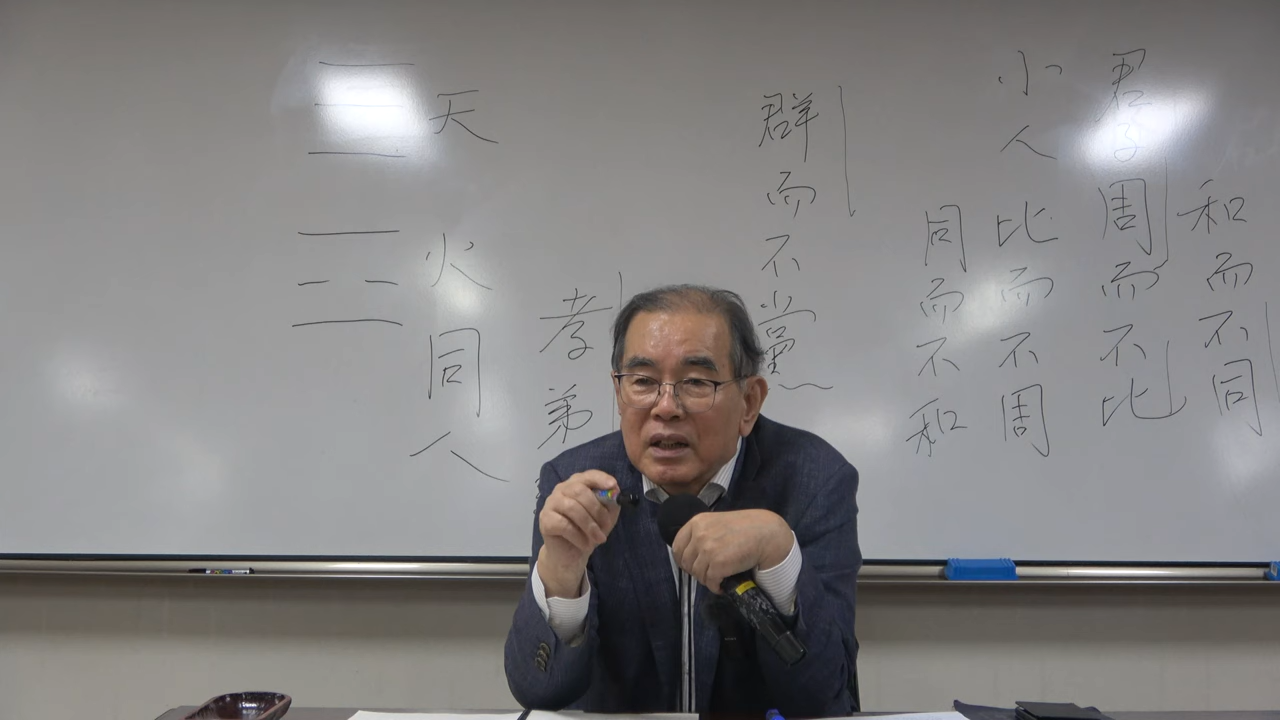 和而不同
君子周而不比
小人比而不周
同而不和
群而不黨
孝弟
天火同人